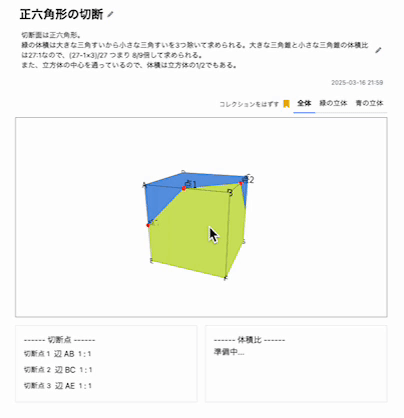 正六角形の切断
切断面は正六角形。
緑の体積は大きな三角すいから小さな三角すいを3つ除いて求められる。大きな三角錐と小さな三角錐の体積比
は27:1なので、(27-1×3)/27 つまり 8/9倍して求められる。
また、立方体の中心を通っているので、体積は立方体の1/2でもある。
2025-03-16 21:59
コレクションをはずす 全体 緑の立体 青の立体
A 点1 点2
B
E
F
------ 切断点 ------
切断点 1 辺 AB 1 : 1
切断点 2 辺 BC 1 : 1
切断点 3 辺 AE 1 : 1
------ 体積比 ------
準備中...